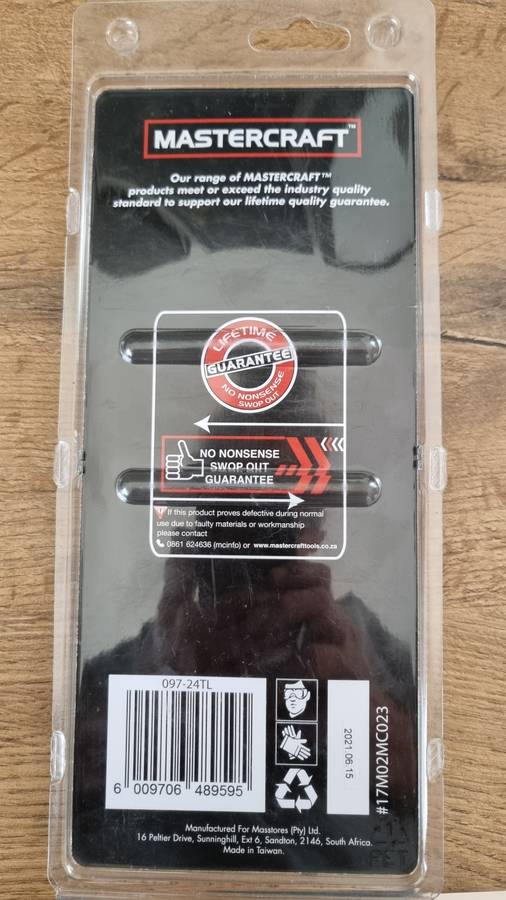 MASTERCRAFT™
Our range of MASTERCRAFT™
products meet or exceed the industry quality
standard to support our lifetime quality guarantee.
LIFETIME
GUARANTEE
NO NONSENSE
SWOP OUT
NO NONSENSE
SWOP OUT
GUARANTEE
If this product proves defective during normal
use due to faulty materials or workmanship
please contact
0861 624636 (mcinfo) or www.mastercrafttools.co.za
097-24TL
6 009706 489595
2021.06.15
#17M02MC023
Manufactured For Masstores (Pty) Ltd.
16 Peltier Drive, Sunninghill, Ext 6, Sandton, 2146, South Africa.
Made in Taiwan.
1
PET